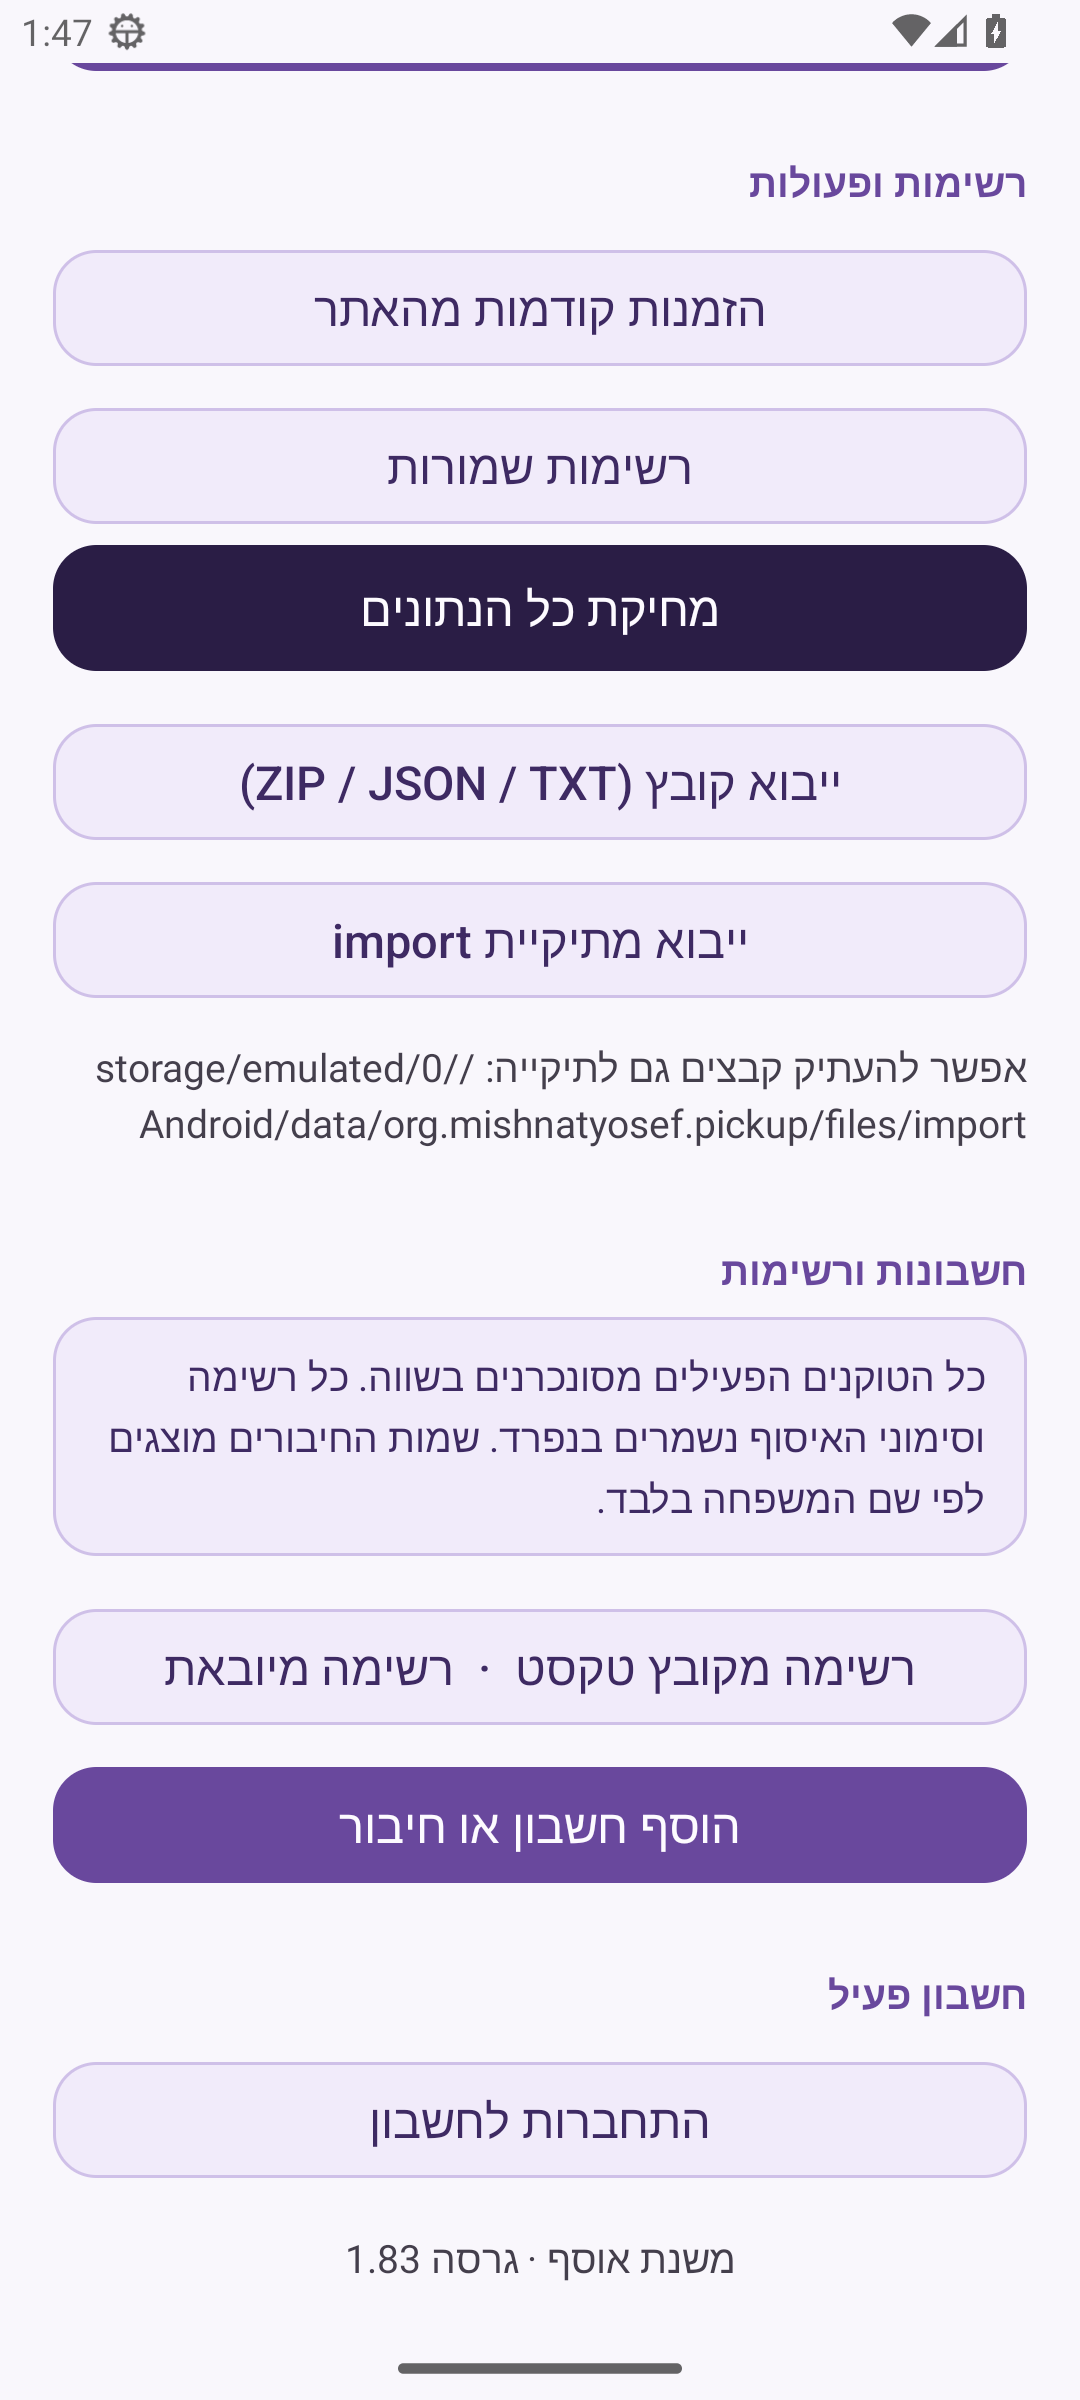 1:47
רשימות ופעולות
הזמנות קודמות מהאתר
רשימות שמורות
מחיקת כל הנתונים
ייבוא קובץ (ZIP / JSON / TXT)
ייבוא מתיקיית import
אפשר להעתיק קבצים גם לתיקייה: /storage/emulated/0/
Android/data/org.mishnatyosef.pickup/files/import
חשבונות ורשימות
כל הטוקנים הפעילים מסונכרנים בשווה. כל רשימה
וסימוני האיסוף נשמרים בנפרד. שמות החיבורים מוצגים
לפי שם המשפחה בלבד.
רשימה מקובץ טקסט · רשימה מיובאת
הוסף חשבון או חיבור
חשבון פעיל
התחברות לחשבון
משנת אוסף · גרסה 1.83